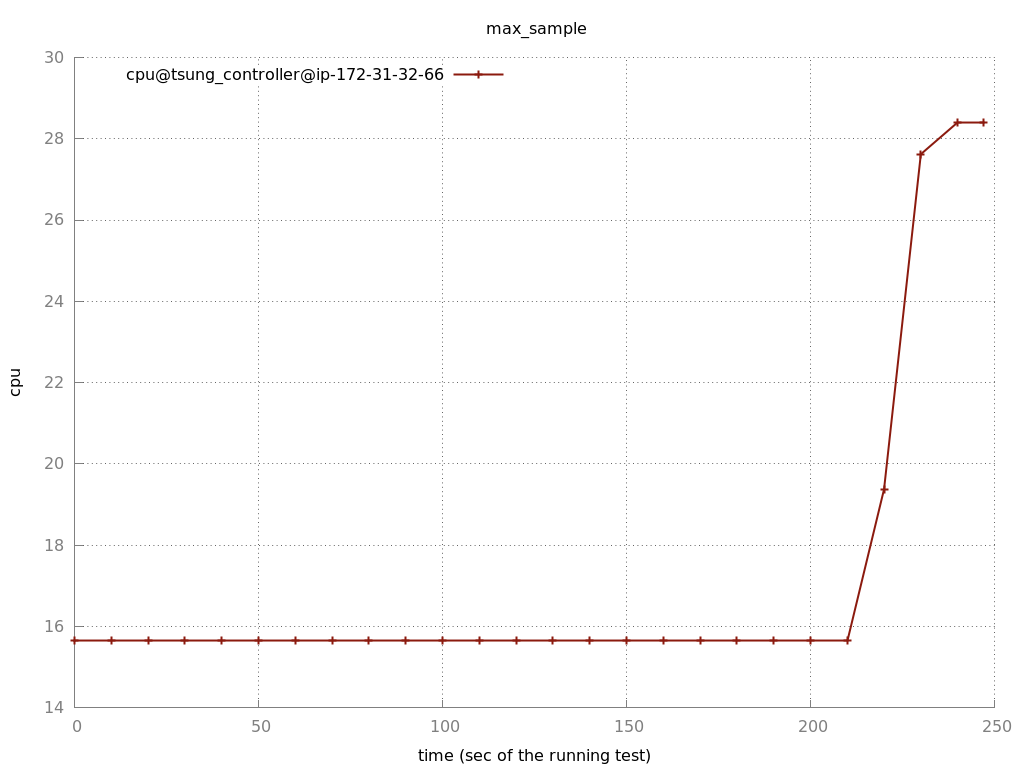 max_sample
30
cpu@tsung_controller@ip-172-31-32-66
28
26
24
22
cpu
20
18
16
14
0 50 100 150 200 250
time (sec of the running test)